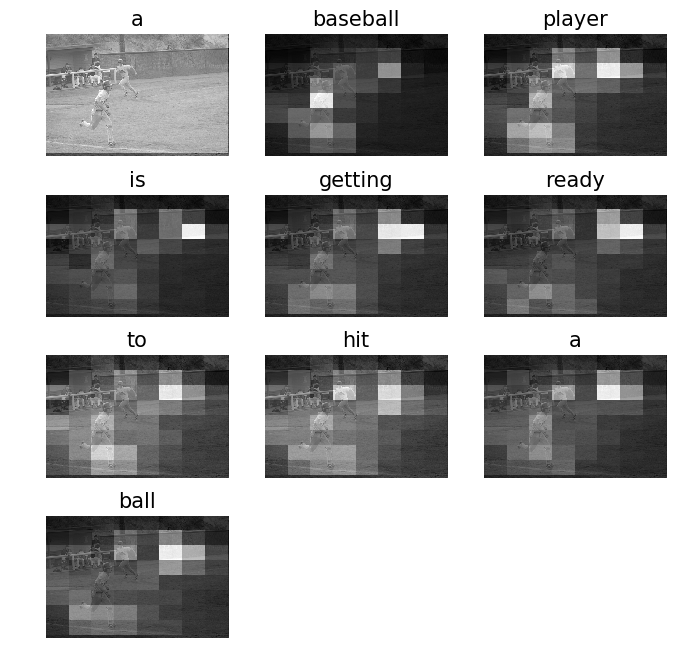 a baseball player
is getting ready
to hit a
ball